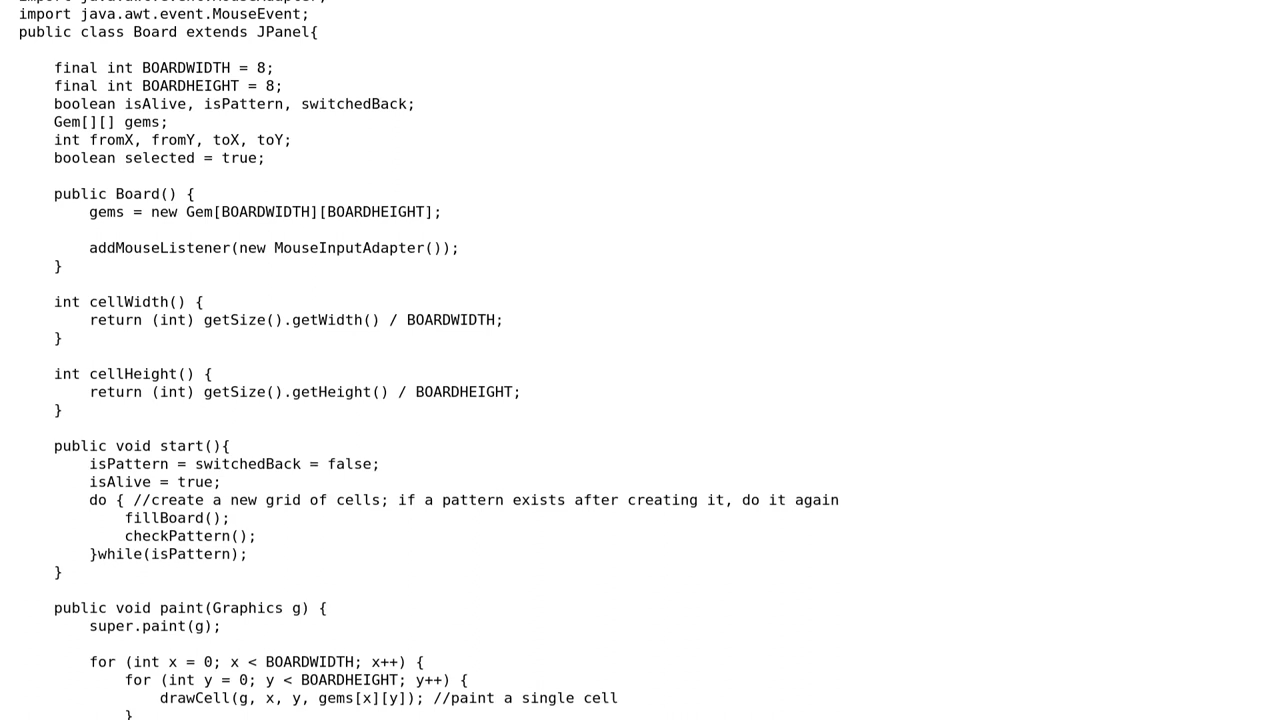 import java.awt.event.MouseAdapter;
import java.awt.event.MouseEvent;
public class Board extends JPanel{
    final int BOARDWIDTH = 8;
    final int BOARDHEIGHT = 8;
    boolean isAlive, isPattern, switchedBack;
    Gem[][] gems;
    int fromX, fromY, toX, toY;
    boolean selected = true;
    public Board() {
        gems = new Gem[BOARDWIDTH][BOARDHEIGHT];
        addMouseListener(new MouseInputAdapter());
    }
    int cellWidth() {
        return (int) getSize().getWidth() / BOARDWIDTH;
    }
    int cellHeight() {
        return (int) getSize().getHeight() / BOARDHEIGHT;
    }
    public void start(){
        isPattern = switchedBack = false;
        isAlive = true;
        do { //create a new grid of cells; if a pattern exists after creating it, do it again
            fillBoard();
            checkPattern();
        }while(isPattern);
    }
    public void paint(Graphics g) {
        super.paint(g);
        for (int x = 0; x < BOARDWIDTH; x++) {
            for (int y = 0; y < BOARDHEIGHT; y++) {
                drawCell(g, x, y, gems[x][y]); //paint a single cell
            }